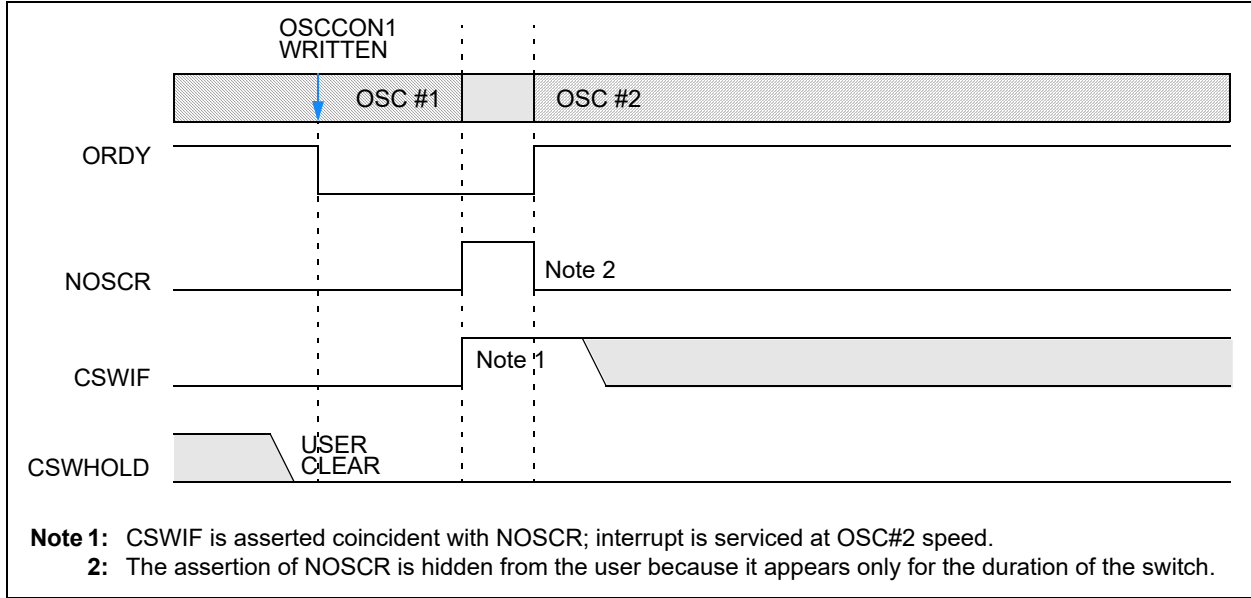 OSCCON1
WRITTEN
OSC #1
OSC #2
ORDY
NOSCR
Note 2
CSWIF
Note 1
CSWHOLD
USER
CLEAR
Note 1: CSWIF is asserted coincident with NOSCR; interrupt is serviced at OSC#2 speed.
2: The assertion of NOSCR is hidden from the user because it appears only for the duration of the switch.